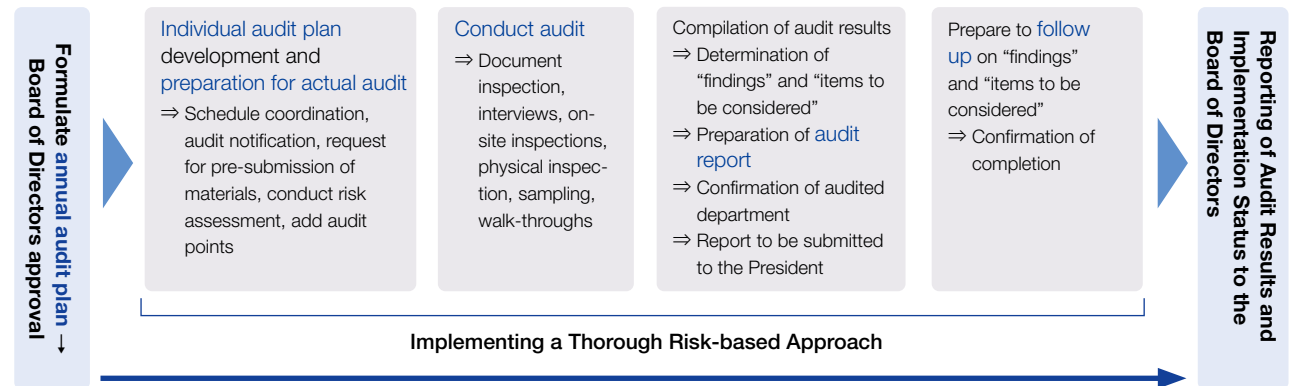 Formulate annual audit plan →
Board of Directors approval
Individual audit plan
development and
preparation for actual audit
⇒ Schedule coordination,
audit notification, request
for pre-submission of
materials, conduct risk
assessment, add audit
points
Conduct audit
⇒ Document
inspection,
interviews, on-
site inspections,
physical inspec-
tion, sampling,
walk-throughs
Compilation of audit results
⇒ Determination of
“findings” and “items to
be considered”
⇒ Preparation of audit
report
⇒ Confirmation of audited
department
⇒ Report to be submitted
to the President
Prepare to follow
up on “findings”
and “items to be
considered”
⇒ Confirmation of
completion
Reporting of Audit Results and
Implementation Status to the
Board of Directors
Implementing a Thorough Risk-based Approach